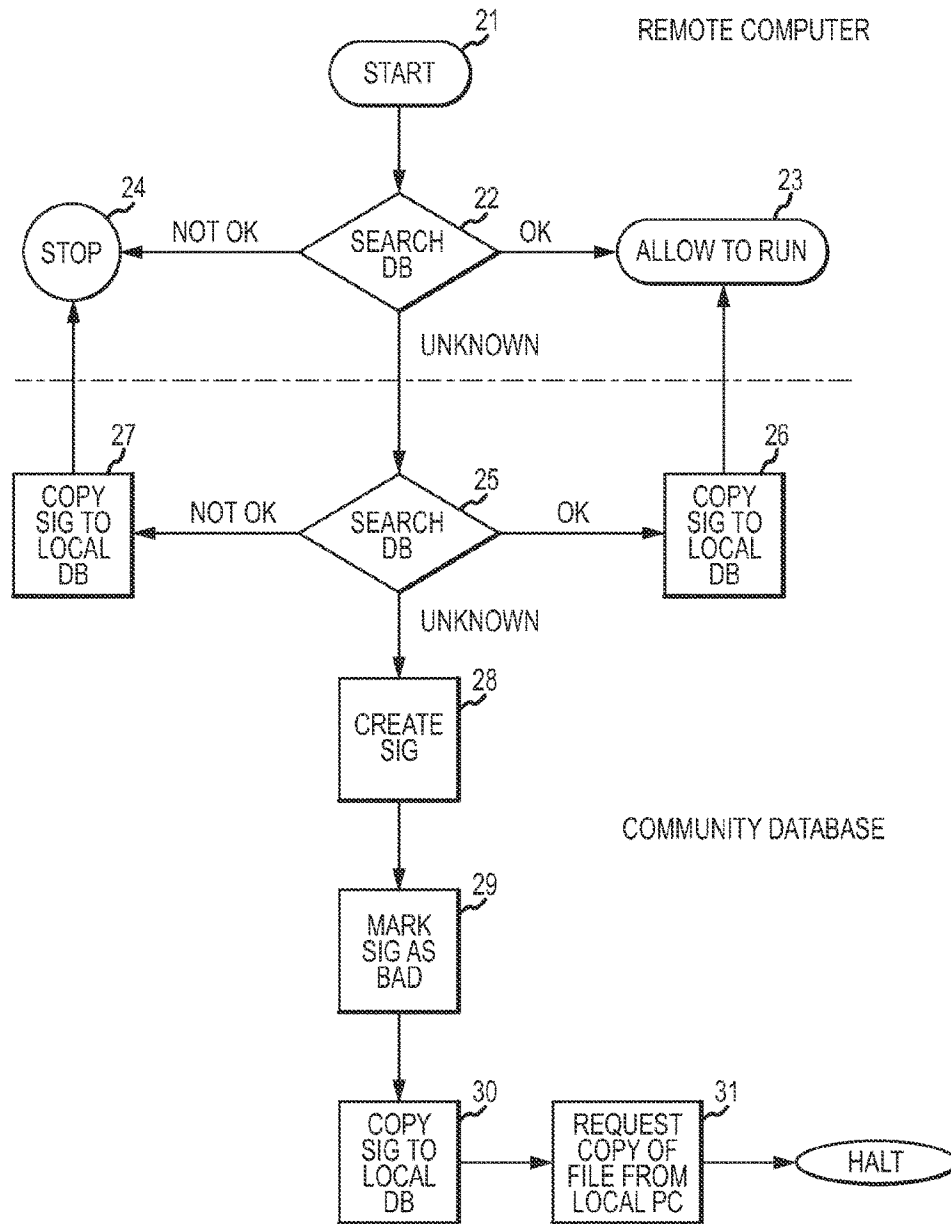 21
REMOTE COMPUTER
START
24
22
23
NOT OK
OK
STOP
SEARCH
DB
ALLOW TO RUN
UNKNOWN
27
25
26
COPY
SIG TO
LOCAL
DB
NOT OK
SEARCH
DB
OK
COPY
SIG TO
LOCAL
DB
UNKNOWN
28
CREATE
SIG
COMMUNITY DATABASE
29
MARK
SIG AS
BAD
30
31
COPY
SIG TO
LOCAL
DB
REQUEST
COPY OF
FILE FROM
LOCAL PC
HALT